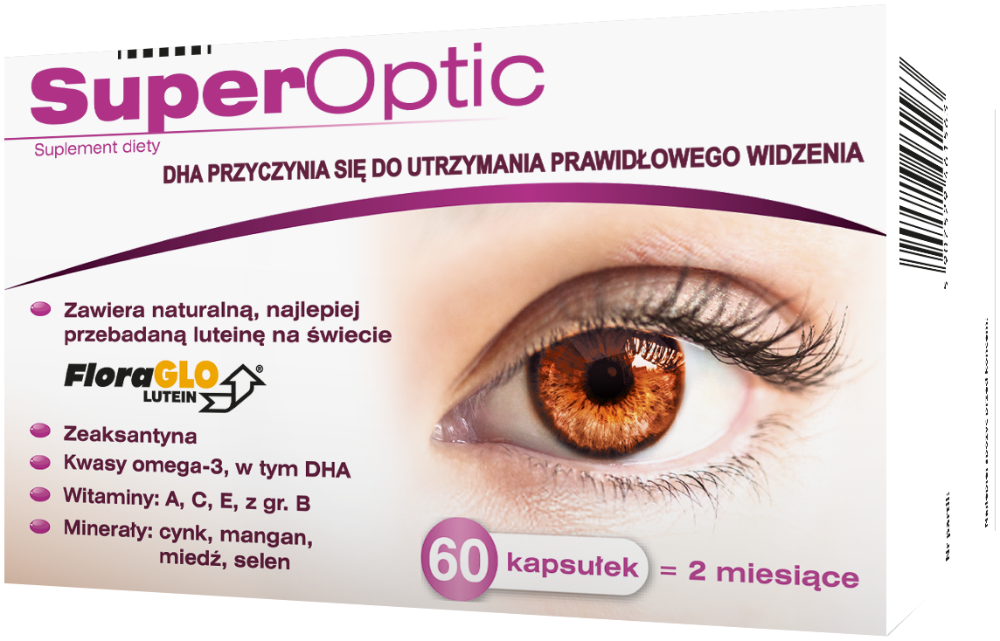 SuperOptic
Suplement diety
DHA PRZYCZYNIA SIĘ DO UTRZYMANIA PRAWIDŁOWEGO WIDZENIA
Zawiera naturalną, najlepiej
przebadaną luteinę na świecie
FloraGLO ®
LUTEIN
Zeaksantyna
Kwasy omega-3, w tym DHA
Witaminy: A, C, E, z gr. B
Minerały: cynk, mangan,
miedź, selen
60 kapsułek = 2 miesiące
Nr partii: